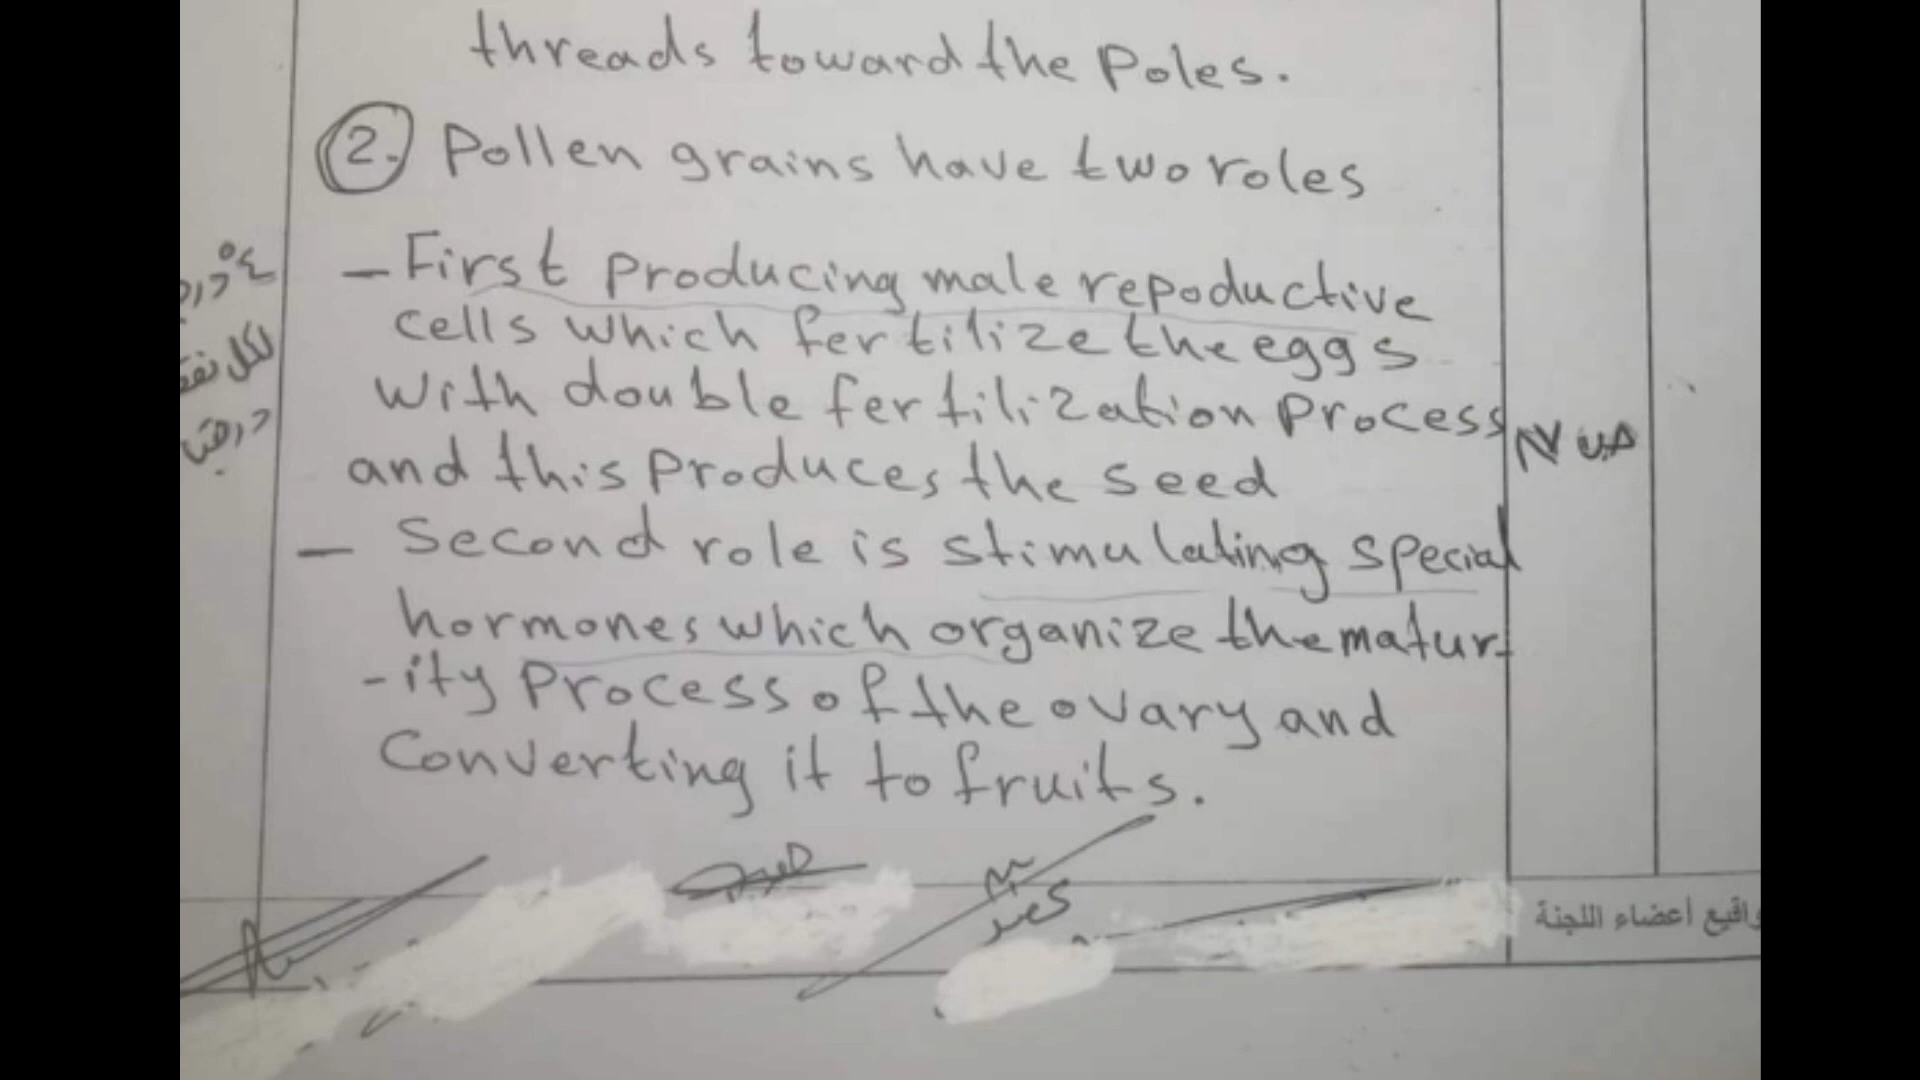 threads toward the Poles.
2. Pollen grains have two roles
- First producing male repoductive
cells which fertilize the eggs
with double fertilization process
and this produces the seed
- Second role is stimulating special
hormones which organize the matur-
-ity process of the ovary and
converting it to fruits.
لكل
ص ٨٧
أعضاء اللجنة